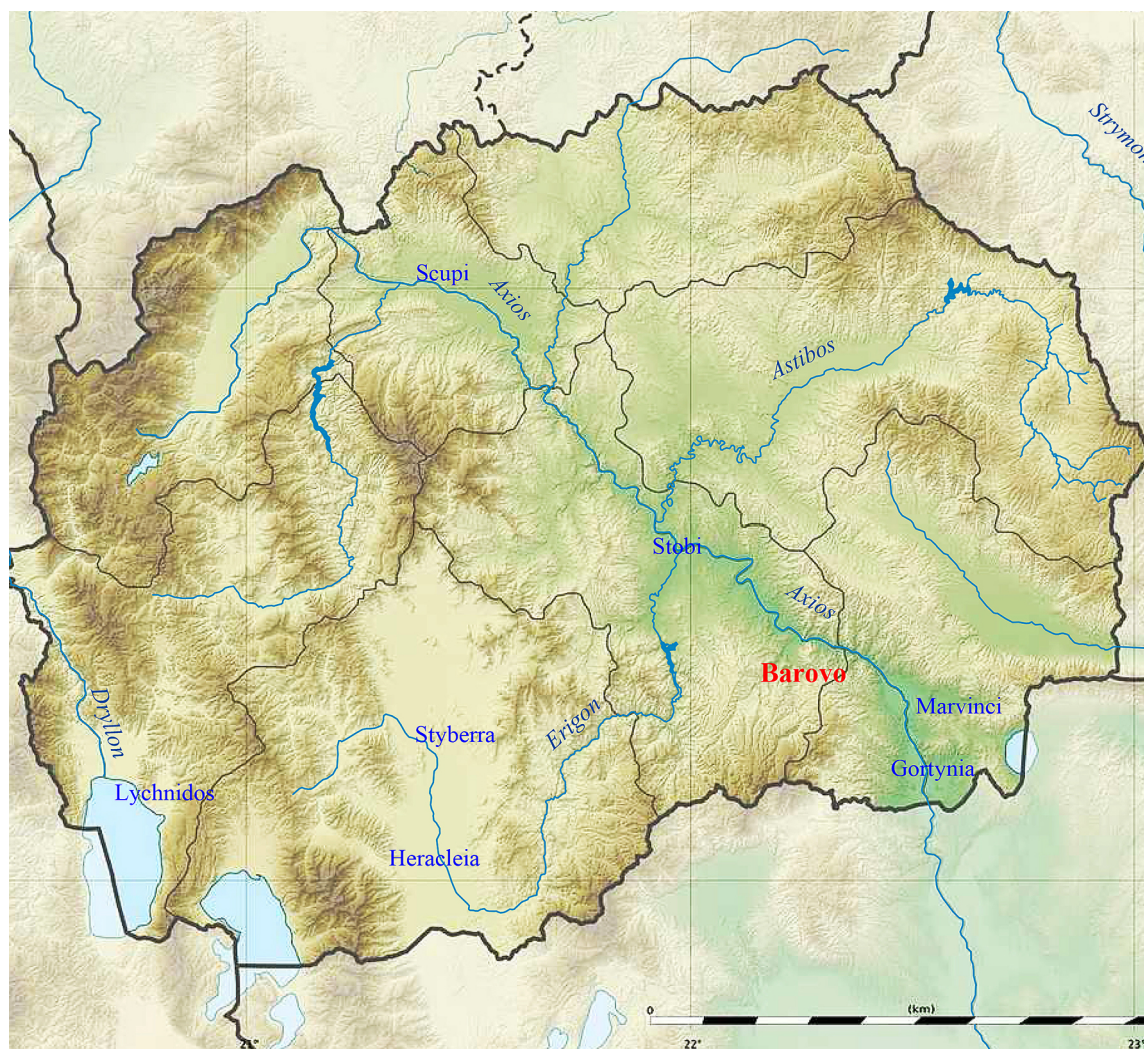 Strymon
Scupi
Axios
Astibos
Stobi
Axios
Barovo
Marvinci
Dryllon
Styberra
Erigon
Gortynia
Lychnidos
Heracleia
0
(km)
21°
22°
23°